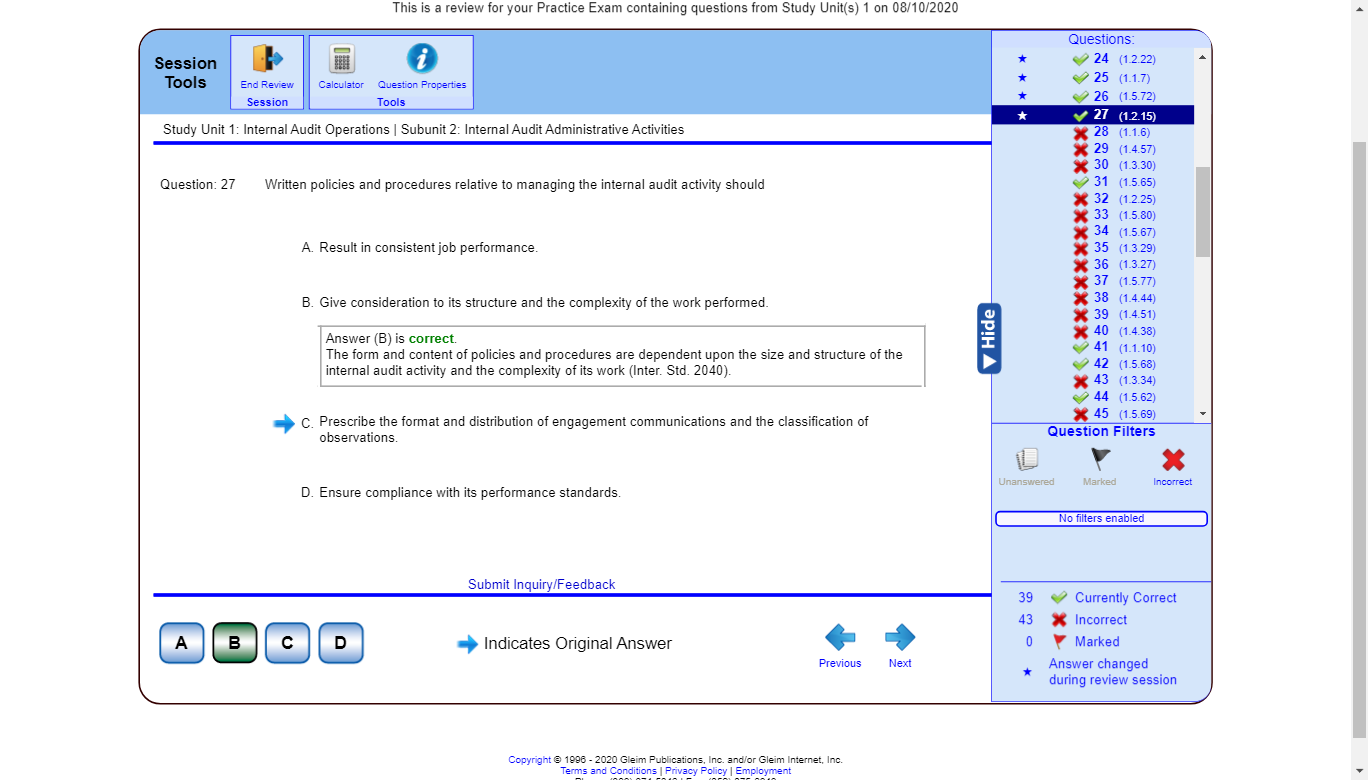 This is a review for your Practice Exam containing questions from Study Unit(s) 1 on 08/10/2020
Session
Tools
End Review
Session
Calculator
Question Properties
Tools
Study Unit 1: Internal Audit Operations | Subunit 2: Internal Audit Administrative Activities
Question: 27 Written policies and procedures relative to managing the internal audit activity should
A. Result in consistent job performance.
B. Give consideration to its structure and the complexity of the work performed.
Answer (B) is correct.
The form and content of policies and procedures are dependent upon the size and structure of the
internal audit activity and the complexity of its work (Inter. Std. 2040).
C. Prescribe the format and distribution of engagement communications and the classification of
observations.
D. Ensure compliance with its performance standards.
Submit Inquiry/Feedback
A B C D
Indicates Original Answer
Previous
Next
Hide
Questions:
24 (1.2.22)
25 (1.1.7)
26 (1.5.72)
27 (1.2.15)
28 (1.1.6)
29 (1.4.57)
30 (1.3.30)
31 (1.5.65)
32 (1.2.25)
33 (1.5.80)
34 (1.5.67)
35 (1.3.29)
36 (1.3.27)
37 (1.5.77)
38 (1.4.44)
39 (1.4.51)
40 (1.4.38)
41 (1.1.10)
42 (1.5.68)
43 (1.3.34)
44 (1.5.62)
45 (1.5.69)
Question Filters
Unanswered
Marked
Incorrect
No filters enabled
39 Currently Correct
43 Incorrect
0 Marked
Answer changed
during review session
Copyright © 1996 - 2020 Gleim Publications, Inc. and/or Gleim Internet, Inc.
Terms and Conditions | Privacy Policy | Employment